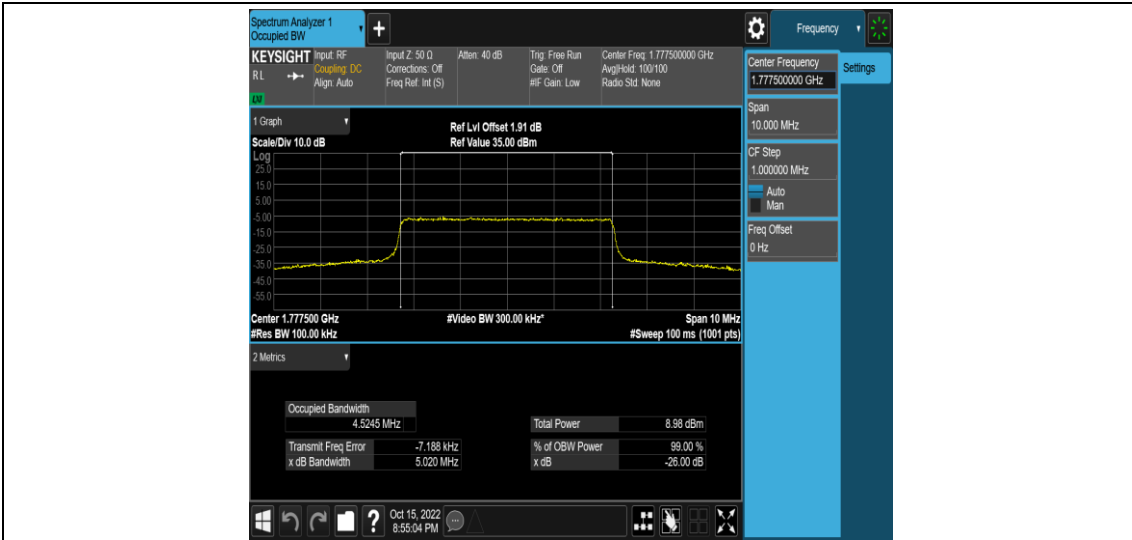 Spectrum Analyzer 1
Occupied BW
Frequency
KEYSIGHT
RL
LXI
Input: RF
Coupling: DC
Align: Auto
Input Z: 50 Ω
Corrections: Off
Freq Ref: Int (S)
Atten: 40 dB
Trig: Free Run
Gate: Off
#IF Gain: Low
Center Freq: 1.777500000 GHz
Avg|Hold: 100/100
Radio Std: None
1 Graph
Scale/Div 10.0 dB
Ref Lvl Offset 1.91 dB
Ref Value 35.00 dBm
Log
25.0
15.0
5.00
-5.00
-15.0
-25.0
-35.0
-45.0
-55.0
Center 1.777500 GHz
#Video BW 300.00 kHz*
Span 10 MHz
#Res BW 100.00 kHz
#Sweep 100 ms (1001 pts)
2 Metrics
Occupied Bandwidth
4.5245 MHz
Total Power 8.98 dBm
Transmit Freq Error -7.188 kHz
% of OBW Power 99.00 %
x dB Bandwidth 5.020 MHz
x dB -26.00 dB
Center Frequency
1.777500000 GHz
Settings
Span
10.000 MHz
CF Step
1.000000 MHz
Auto
Man
Freq Offset
0 Hz
?
Oct 15, 2022
8:55:04 PM